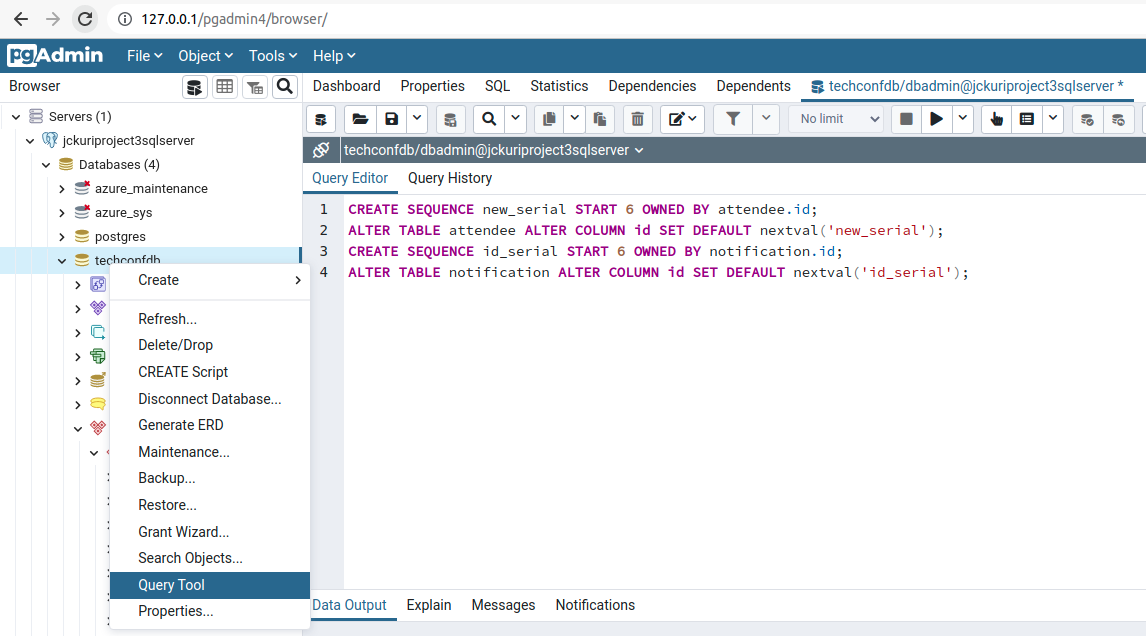 127.0.0.1/pgadmin4/browser/
pgAdmin File Object Tools Help
Browser
Dashboard Properties SQL Statistics Dependencies Dependents techconfdb/dbadmin@jckuriproject3sqlserver *
Servers (1)
jckuriproject3sqlserver
Databases (4)
azure_maintenance
azure_sys
postgres
techconfdb
Create
Refresh...
Delete/Drop
CREATE Script
Disconnect Database...
Generate ERD
Maintenance...
Backup...
Restore...
Grant Wizard...
Search Objects...
Query Tool
Properties...
No limit
techconfdb/dbadmin@jckuriproject3sqlserver
Query Editor Query History
1 CREATE SEQUENCE new_serial START 6 OWNED BY attendee.id;
2 ALTER TABLE attendee ALTER COLUMN id SET DEFAULT nextval('new_serial');
3 CREATE SEQUENCE id_serial START 6 OWNED BY notification.id;
4 ALTER TABLE notification ALTER COLUMN id SET DEFAULT nextval('id_serial');
Data Output Explain Messages Notifications